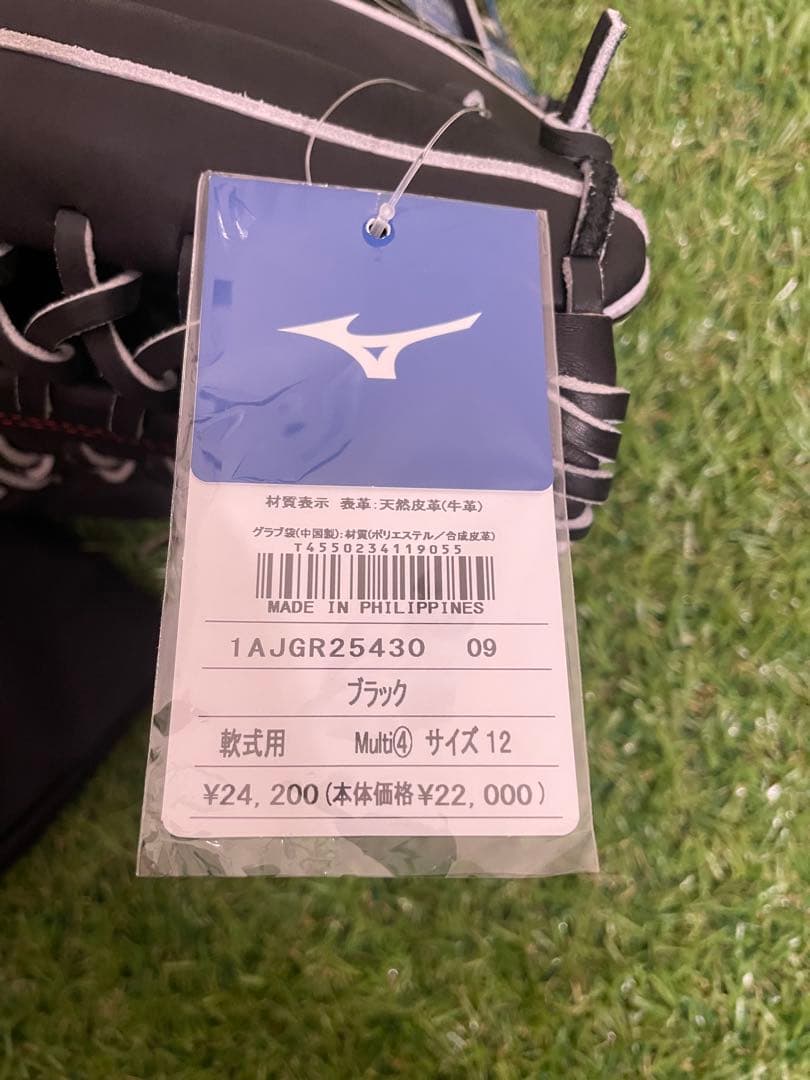 材質表示 表革:天然皮革(牛革)
グラブ袋(中国製):材質(ポリエステル/合成皮革)
T4550234119055
MADE IN PHILIPPINES
1AJGR25430 09
ブラック
軟式用 Multi④ サイズ12
¥24,200(本体価格¥22,000)